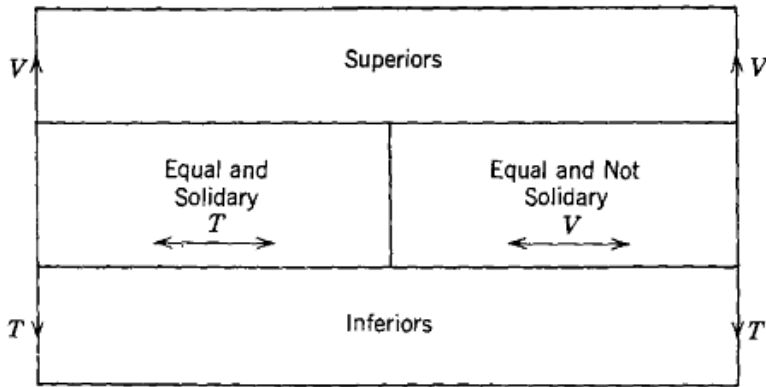 Superiors
V V
Equal and Equal and Not
Solidary Solidary
T V
Inferiors
T T